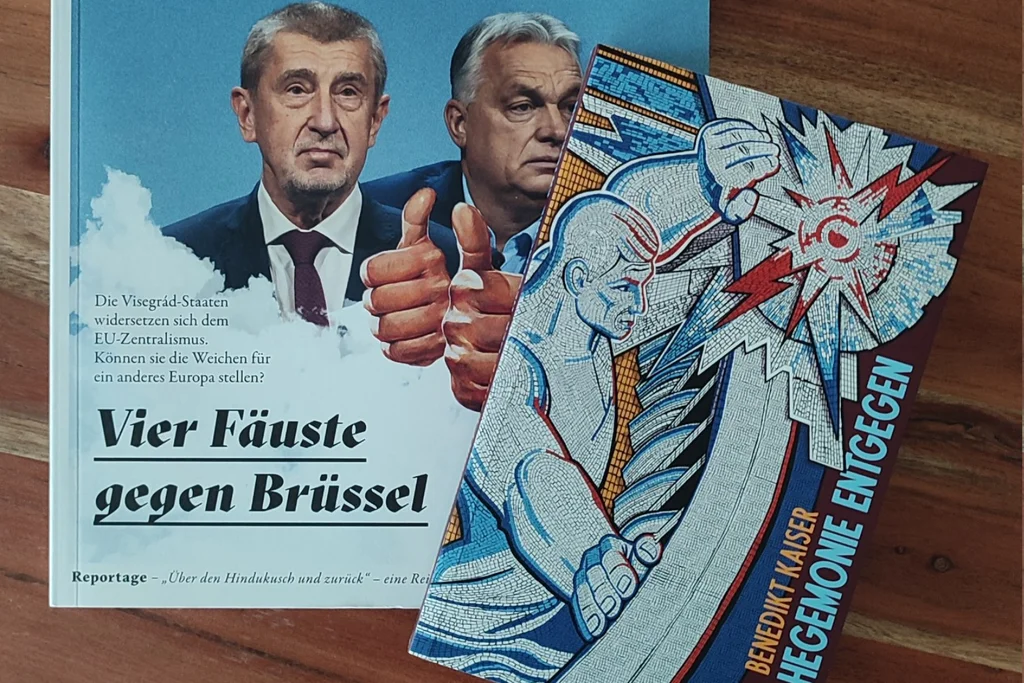 Die Visegrád-Staaten
widersetzen sich dem
EU-Zentralismus.
Können sie die Weichen für
ein anderes Europa stellen?
Vier Fäuste
gegen Brüssel
Reportage – „Über den Hindukusch und zurück“ – eine Rei
BENEDIKT KAISER
HEGEMONIE ENTGEGEN